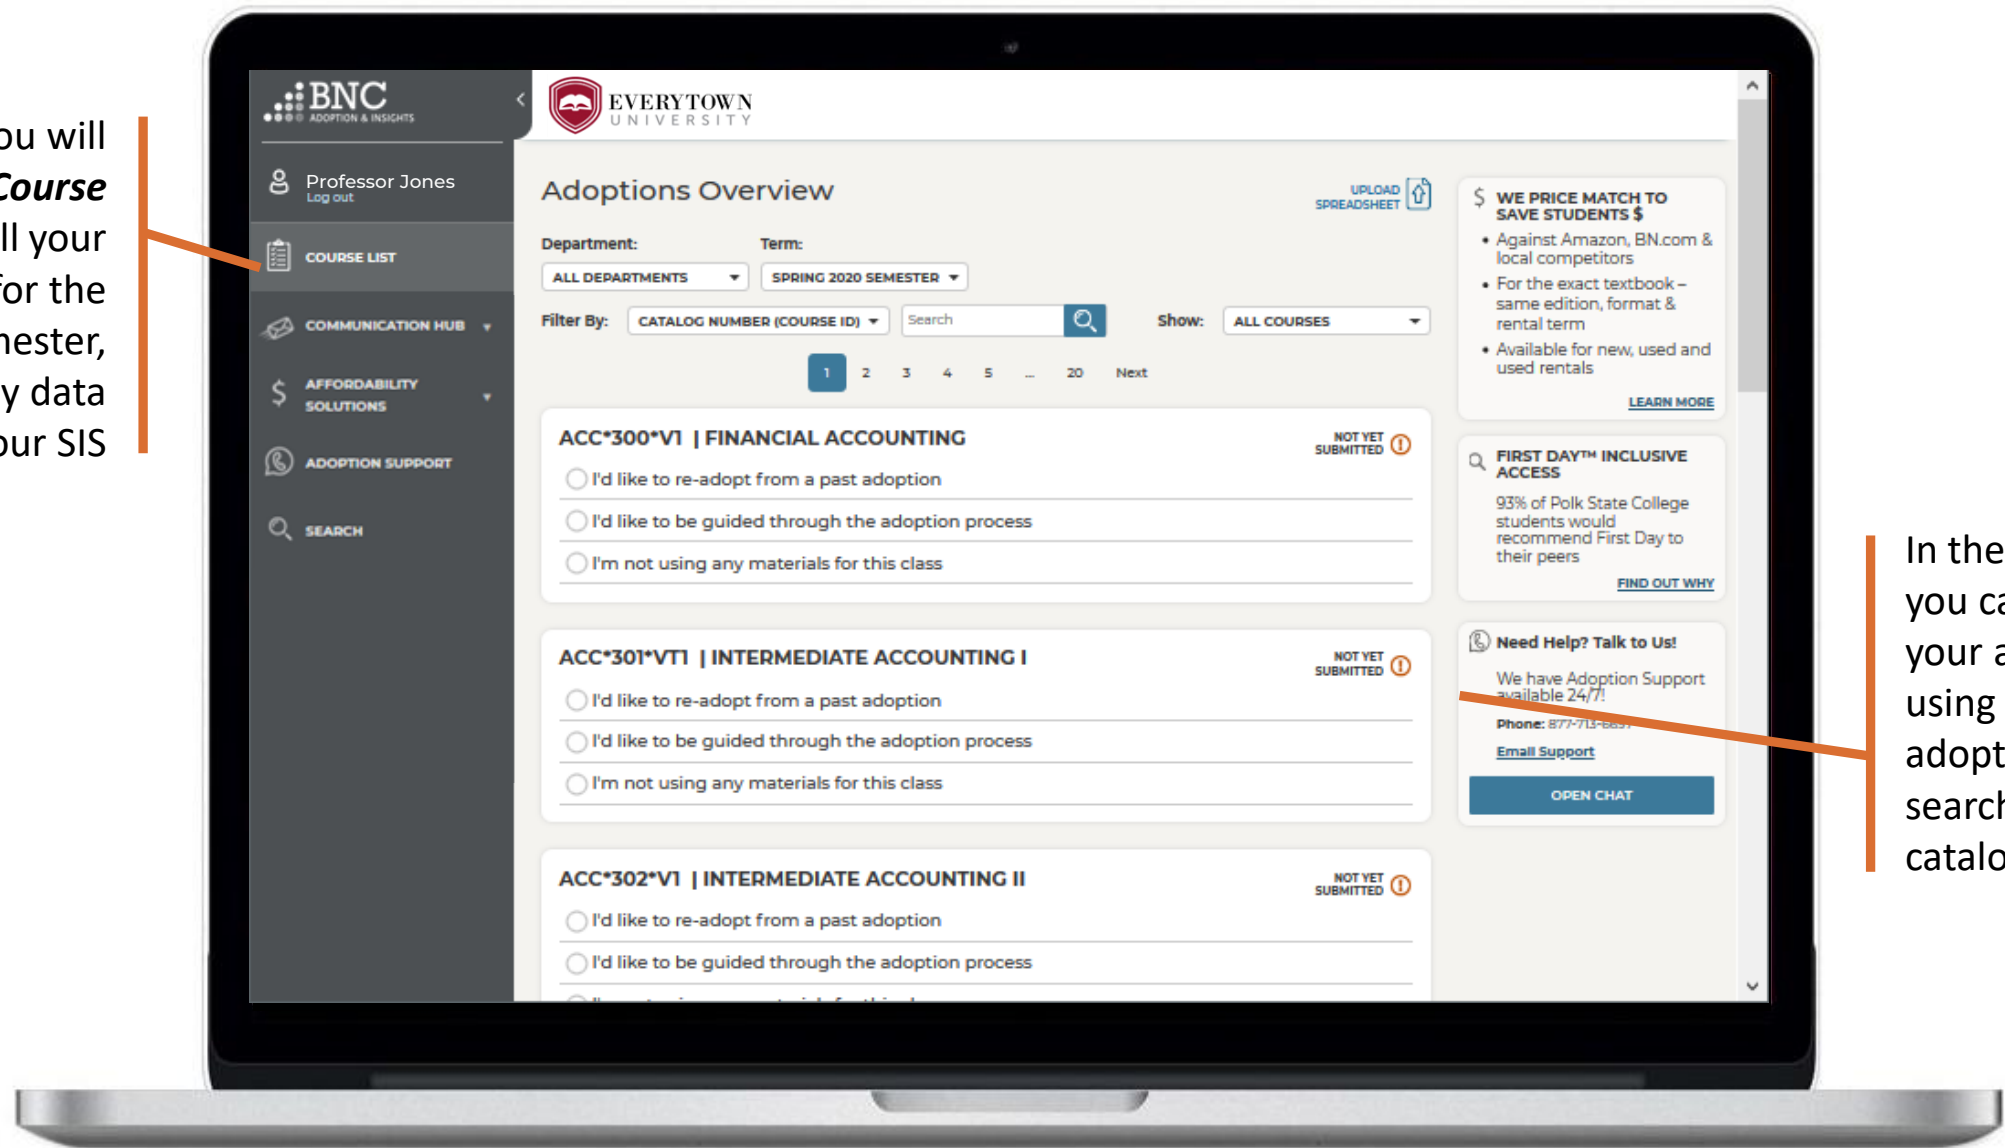 ou will
Course
ll your
for the
nester,
y data
our SIS
BNC
ADOPTION & INSIGHTS
Professor Jones
Log out
COURSE LIST
COMMUNICATION HUB
AFFORDABILITY
SOLUTIONS
ADOPTION SUPPORT
SEARCH
EVERYTOWN
UNIVERSITY
Adoptions Overview
UPLOAD
SPREADSHEET
Department: Term:
ALL DEPARTMENTS SPRING 2020 SEMESTER
Filter By: CATALOG NUMBER (COURSE ID) Search Show: ALL COURSES
1 2 3 4 5 ... 20 Next
ACC*300*V1 | FINANCIAL ACCOUNTING
NOT YET
SUBMITTED
I'd like to re-adopt from a past adoption
I'd like to be guided through the adoption process
I'm not using any materials for this class
ACC*301*VT1 | INTERMEDIATE ACCOUNTING I
NOT YET
SUBMITTED
I'd like to re-adopt from a past adoption
I'd like to be guided through the adoption process
I'm not using any materials for this class
ACC*302*V1 | INTERMEDIATE ACCOUNTING II
NOT YET
SUBMITTED
I'd like to re-adopt from a past adoption
I'd like to be guided through the adoption process
$ WE PRICE MATCH TO
SAVE STUDENTS $
• Against Amazon, BN.com &
local competitors
• For the exact textbook –
same edition, format &
rental term
• Available for new, used and
used rentals
LEARN MORE
FIRST DAY™ INCLUSIVE
ACCESS
93% of Polk State College
students would
recommend First Day to
their peers
FIND OUT WHY
Need Help? Talk to Us!
We have Adoption Support
available 24/7!
Phone: 877-713-
Email Support
OPEN CHAT
In the
you ca
your a
using
adopt
search
catalo